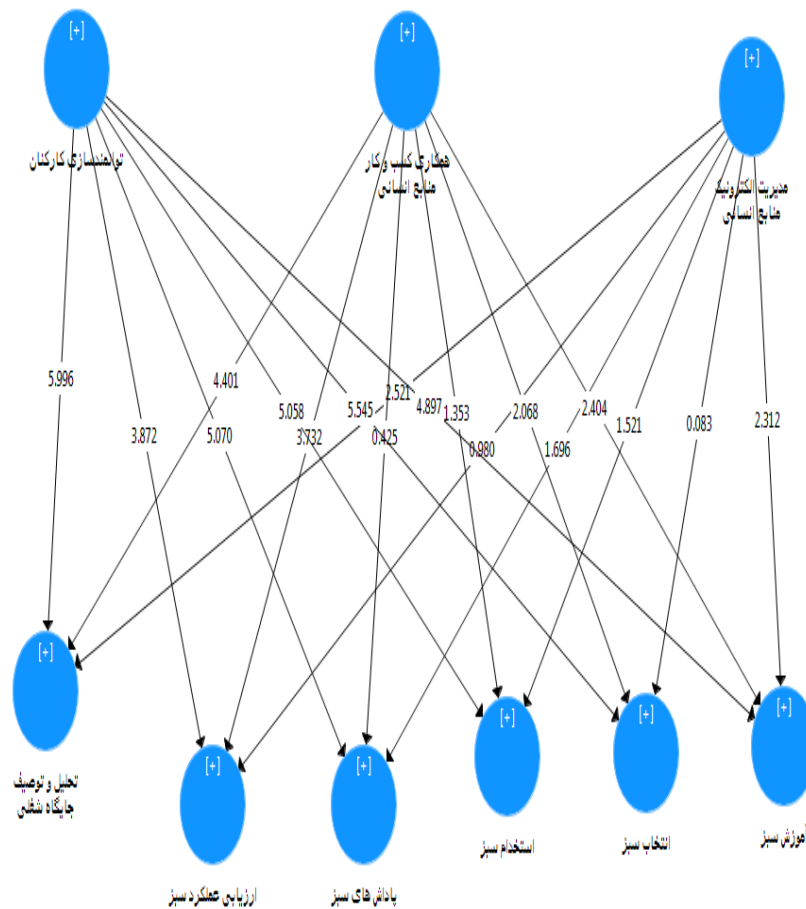 [+]
[+]
[+]
توانمندسازی کارکنان
همکاری کسب و کار
منابع انسانی
مدیریت الکترونیک
منابع انسانی
5.996
3.872
4.401
5.070
5.058
3.732
5.545
0.425
2.521
4.897
1.353
0.980
2.068
1.696
2.404
1.521
0.083
2.312
[+]
[+]
[+]
[+]
[+]
[+]
تحلیل و توصیف
جایگاه شغلی
ارزیابی عملکرد سبز
پاداش های سبز
استخدام سبز
انتخاب سبز
آموزش سبز